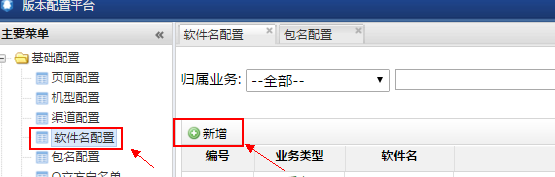 版本配置平台
主要菜单
软件名配置
包名配置
基础配置
页面配置
归属业务: --全部--
机型配置
渠道配置
软件名配置
新增
包名配置
编号 业务类型 软件名